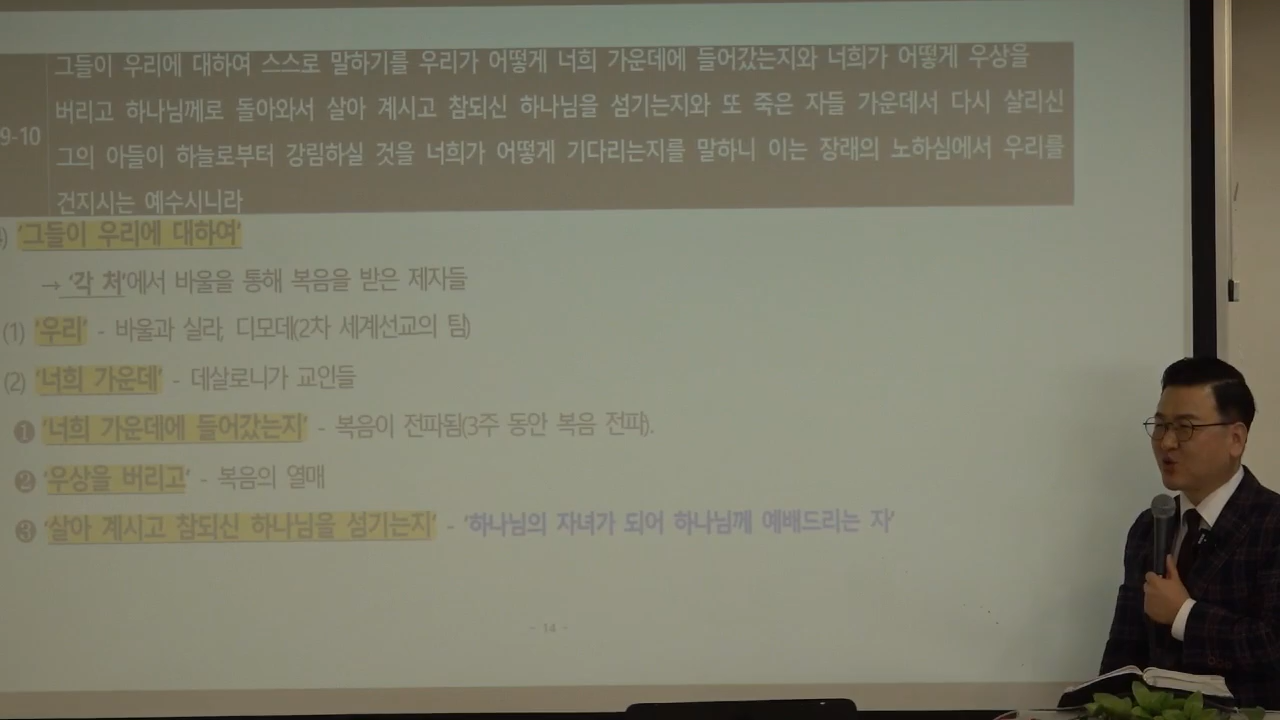 그들이 우리에 대하여 스스로 말하기를 우리가 어떻게 너희 가운데에 들어갔는지와 너희가 어떻게 우상을
버리고 하나님께로 돌아와서 살아 계시고 참되신 하나님을 섬기는지와 또 죽은 자들 가운데서 다시 살리신
9-10
그의 아들이 하늘로부터 강림하실 것을 너희가 어떻게 기다리는지를 말하니 이는 장래의 노하심에서 우리를
건지시는 예수시니라
) '그들이 우리에 대하여'
→ '각 처'에서 바울을 통해 복음을 받은 제자들
(1) '우리' - 바울과 실라, 디모데(2차 세계선교의 팀)
(2) '너희 가운데' - 데살로니가 교인들
❶ '너희 가운데에 들어갔는지' - 복음이 전파됨(3주 동안 복음 전파).
❷ '우상을 버리고' - 복음의 열매
❸ '살아 계시고 참되신 하나님을 섬기는지' - '하나님의 자녀가 되어 하나님께 예배드리는 자'
- 14 -